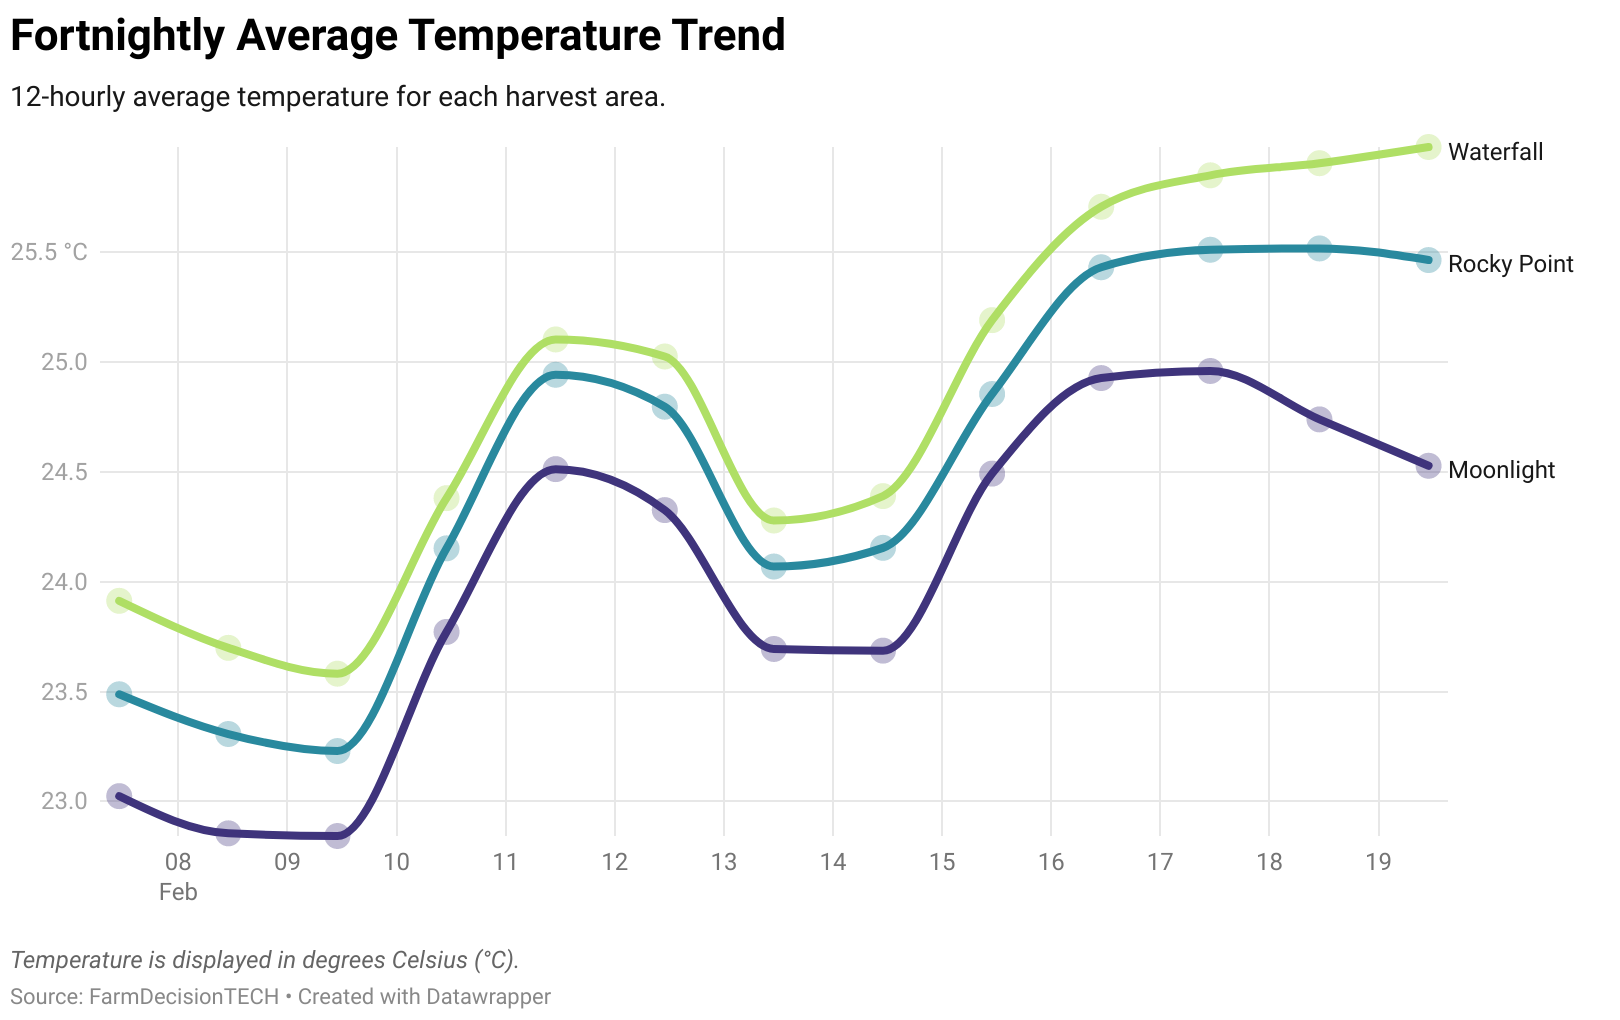 Fortnightly Average Temperature Trend
12-hourly average temperature for each harvest area.
Waterfall
25.5 °C
Rocky Point
25.0
24.5
Moonlight
24.0
23.5
23.0
08 09 10 11 12 13 14 15 16 17 18 19
Feb
Temperature is displayed in degrees Celsius (°C).
Source: FarmDecisionTECH • Created with Datawrapper